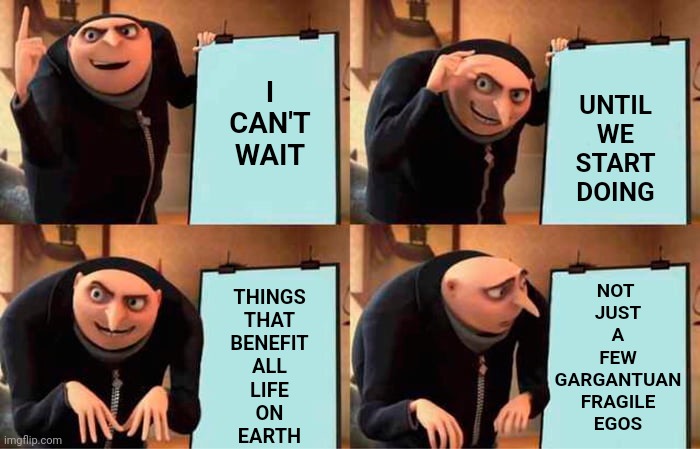 I
CAN'T
WAIT
UNTIL
WE
START
DOING
THINGS
THAT
BENEFIT
ALL
LIFE
ON
EARTH
NOT
JUST
A
FEW
GARGANTUAN
FRAGILE
EGOS
imgflip.com